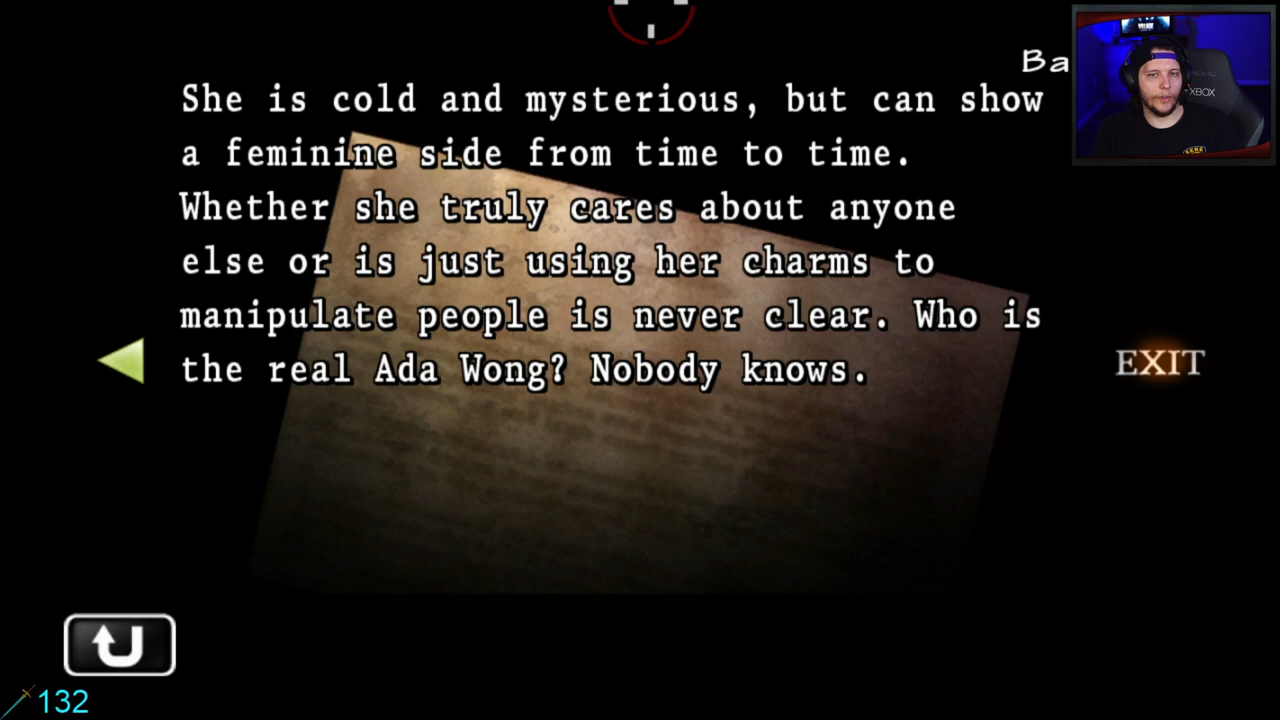 Ba
She is cold and mysterious, but can show
a feminine side from time to time.
Whether she truly cares about anyone
else or is just using her charms to
manipulate people is never clear. Who is
the real Ada Wong? Nobody knows.
EXIT
XBOX
132